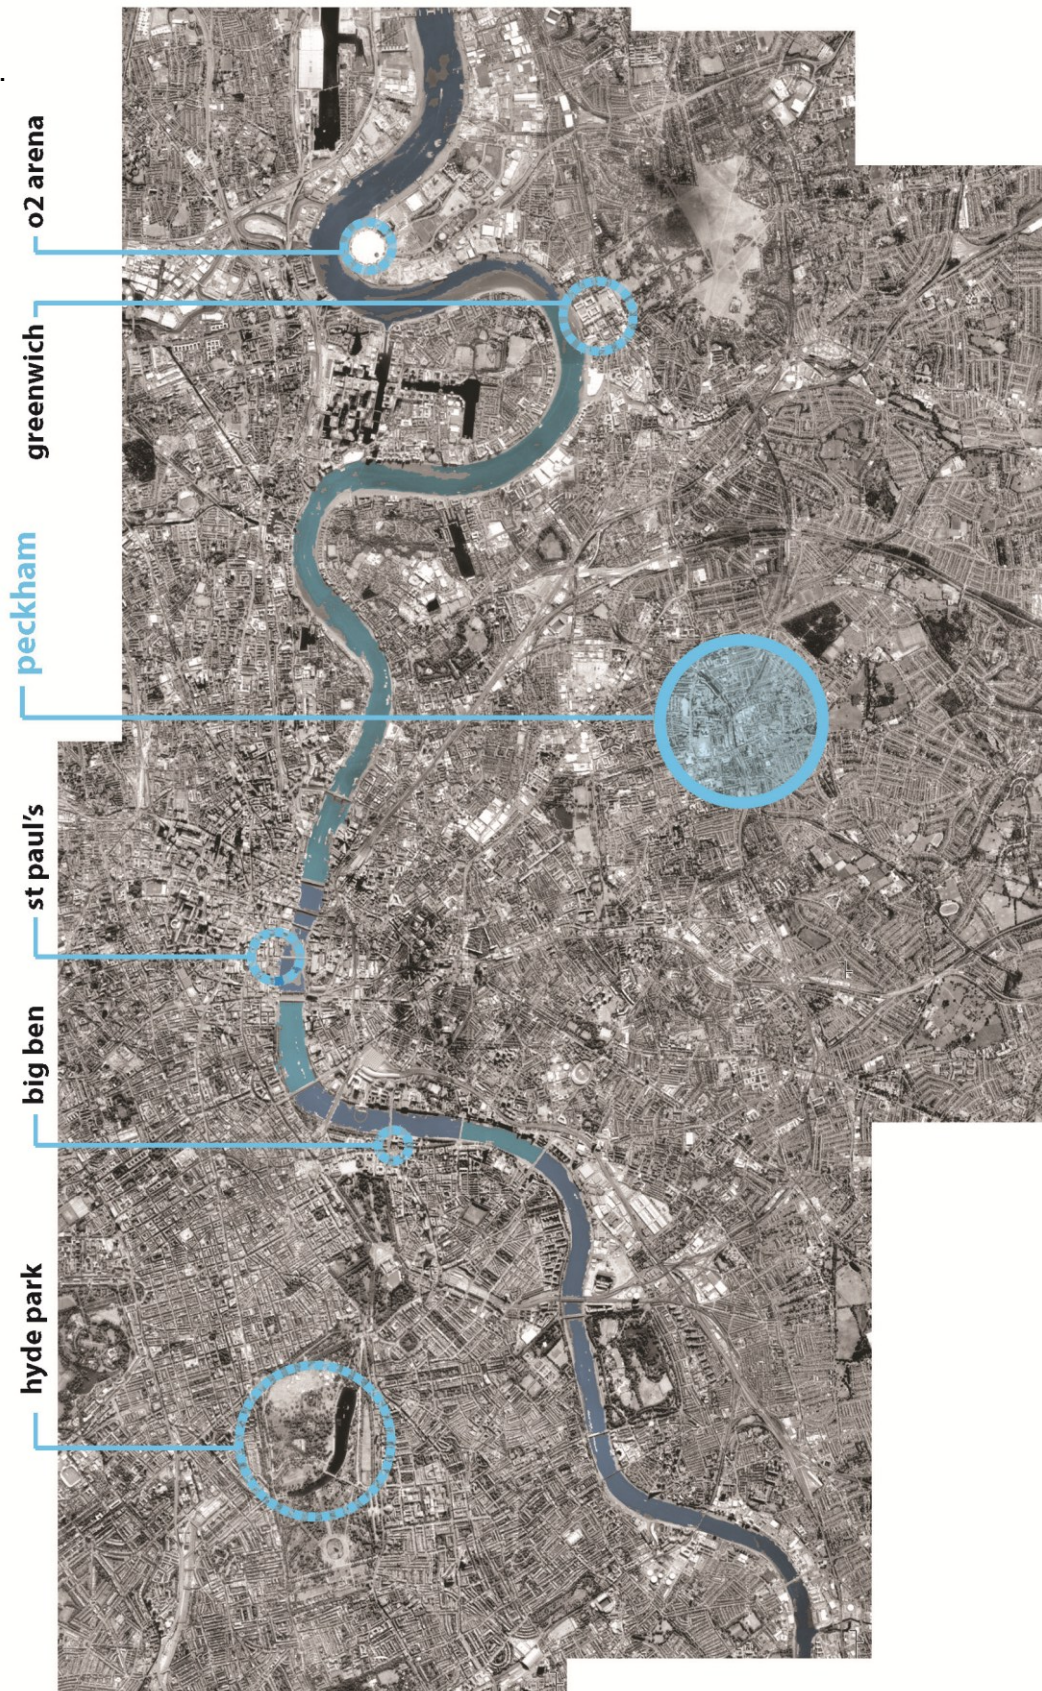 hyde park
big ben
st paul's
peckham
greenwich
o2 arena